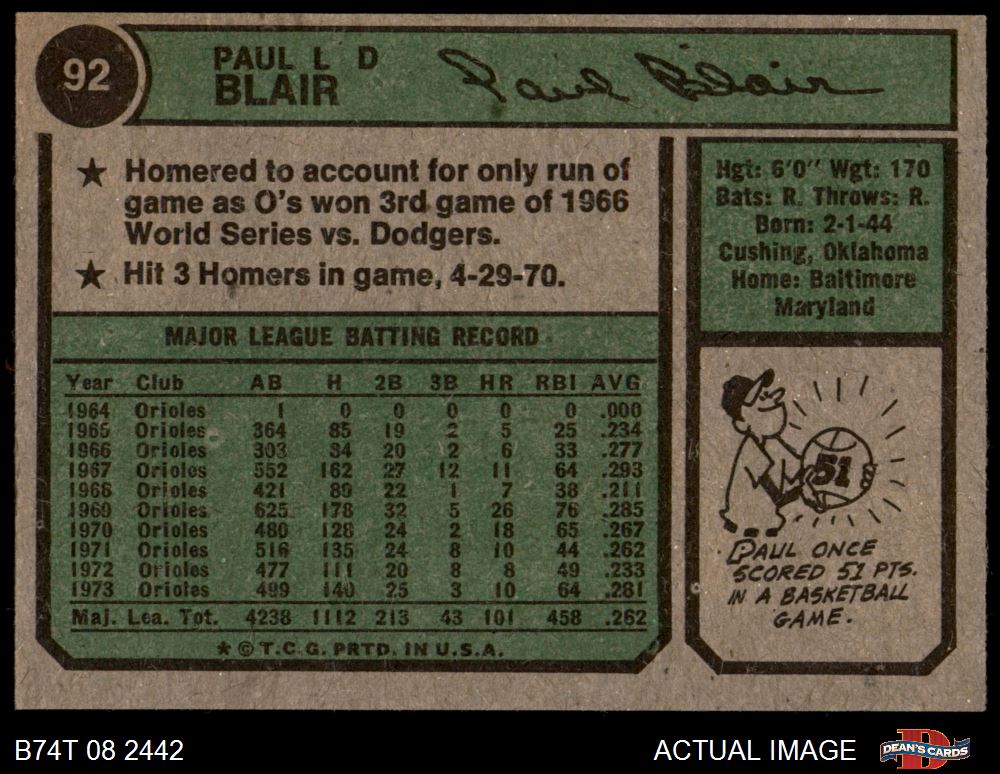 92
PAUL L D
BLAIR
Paul Blair
★ Homered to account for only run of
game as O's won 3rd game of 1966
World Series vs. Dodgers.
★ Hit 3 Homers in game, 4-29-70.
Hgt: 6'0" Wgt: 170
Bats: R. Throws: R.
Born: 2-1-44
Cushing, Oklahoma
Home: Baltimore
Maryland
MAJOR LEAGUE BATTING RECORD
Year Club AB H 2B 3B HR RBI AVG
1964 Orioles 1 0 0 0 0 0 .000
1965 Orioles 364 85 19 2 5 25 .234
1966 Orioles 303 84 20 2 6 33 .277
1967 Orioles 552 162 27 12 11 64 .293
1968 Orioles 421 89 22 1 7 38 .211
1969 Orioles 625 178 32 5 26 76 .285
1970 Orioles 480 128 24 2 18 65 .267
1971 Orioles 516 135 24 8 10 44 .262
1972 Orioles 477 111 20 8 8 49 .233
1973 Orioles 499 140 25 3 10 64 .281
Maj. Lea. Tot. 4238 1112 213 43 101 458 .262
★ © T.C.G. PRTD. IN U.S.A.
51
PAUL ONCE
SCORED 51 PTS.
IN A BASKETBALL
GAME.
B74T 08 2442
ACTUAL IMAGE
DEAN'S CARDS